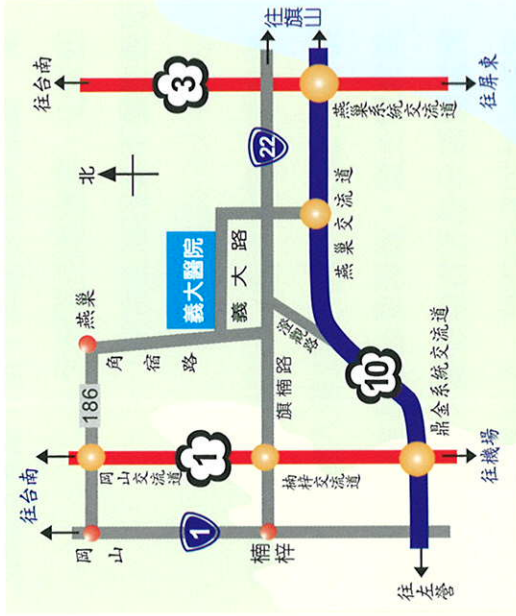 往台南
往台南
往旗山
3
北
22
燕巢系統交流道
往屏東
燕巢
186
角宿路
義大醫院
義大路
燕巢交流道
澄觀路
旗楠路
10
鼎金系統交流道
1
岡山交流道
楠梓交流道
往機場
岡山
1
楠梓
往左營